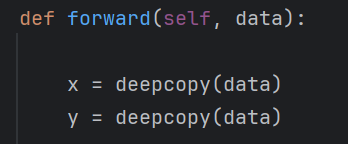 def forward(self, data):
x = deepcopy(data)
y = deepcopy(data)